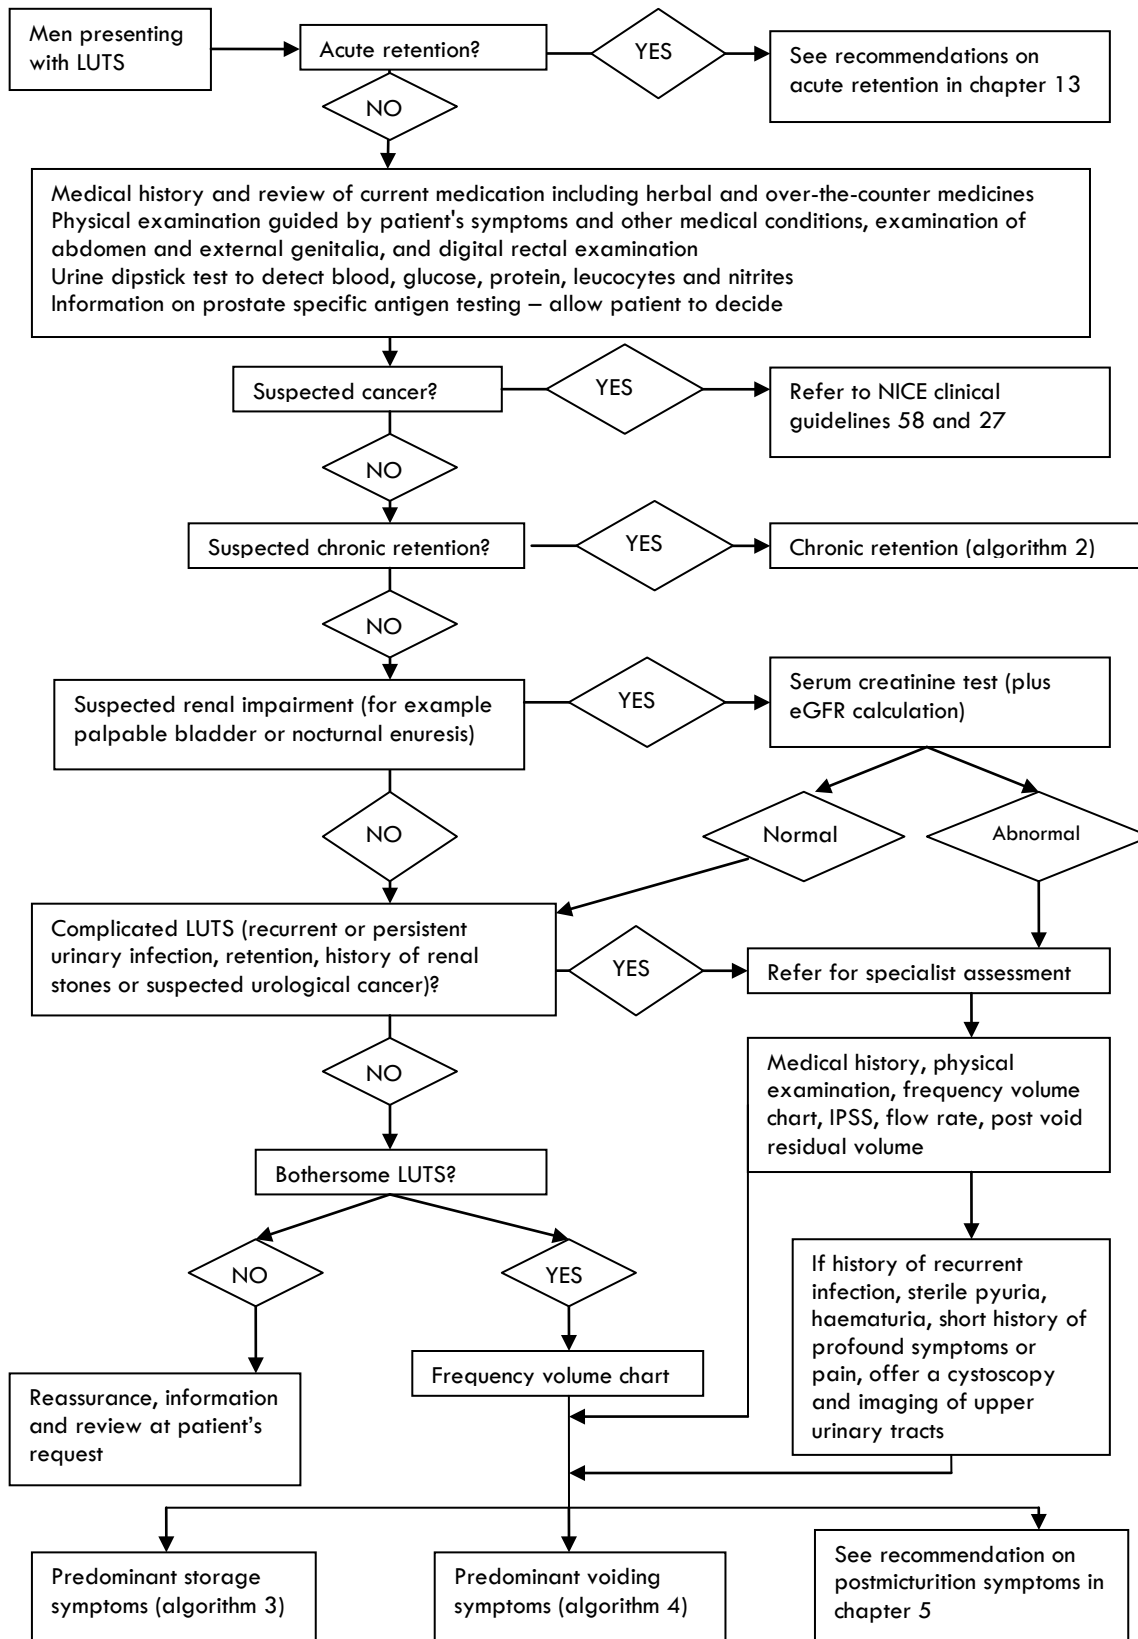 Men presenting
with LUTS
Acute retention?
YES
See recommendations on
acute retention in chapter 13
NO
Medical history and review of current medication including herbal and over-the-counter medicines
Physical examination guided by patient's symptoms and other medical conditions, examination of
abdomen and external genitalia, and digital rectal examination
Urine dipstick test to detect blood, glucose, protein, leucocytes and nitrites
Information on prostate specific antigen testing – allow patient to decide
Suspected cancer?
YES
Refer to NICE clinical
guidelines 58 and 27
NO
Suspected chronic retention?
YES
Chronic retention (algorithm 2)
NO
Suspected renal impairment (for example
palpable bladder or nocturnal enuresis)
YES
Serum creatinine test (plus
eGFR calculation)
NO
Normal
Abnormal
Complicated LUTS (recurrent or persistent
urinary infection, retention, history of renal
stones or suspected urological cancer)?
YES
Refer for specialist assessment
NO
Medical history, physical
examination, frequency volume
chart, IPSS, flow rate, post void
residual volume
Bothersome LUTS?
NO
YES
If history of recurrent
infection, sterile pyuria,
haematuria, short history of
profound symptoms or
pain, offer a cystoscopy
and imaging of upper
urinary tracts
Frequency volume chart
Reassurance, information
and review at patient's
request
Predominant storage
symptoms (algorithm 3)
Predominant voiding
symptoms (algorithm 4)
See recommendation on
postmicturition symptoms in
chapter 5